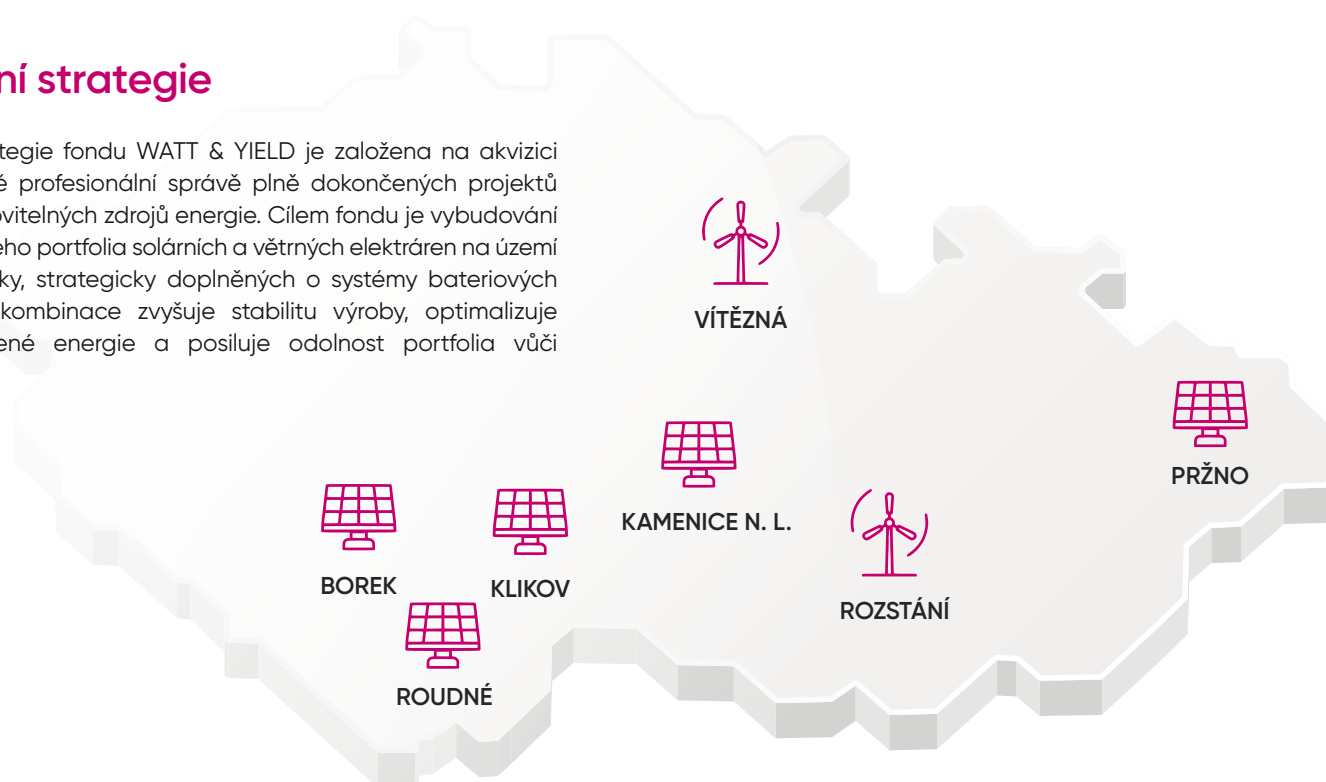 ní strategie
tegie fondu WATT & YIELD je založena na akvizici
é profesionální správě plně dokončených projektů
ovitelných zdrojů energie. Cílem fondu je vybudování
ého portfolia solárních a větrných elektráren na území
ky, strategicky doplněných o systémy bateriových
kombinace zvyšuje stabilitu výroby, optimalizuje
ené energie a posiluje odolnost portfolia vůči
VÍTĚZNÁ
PRŽNO
KAMENICE N. L.
BOREK
KLIKOV
ROZSTÁNÍ
ROUDNÉ